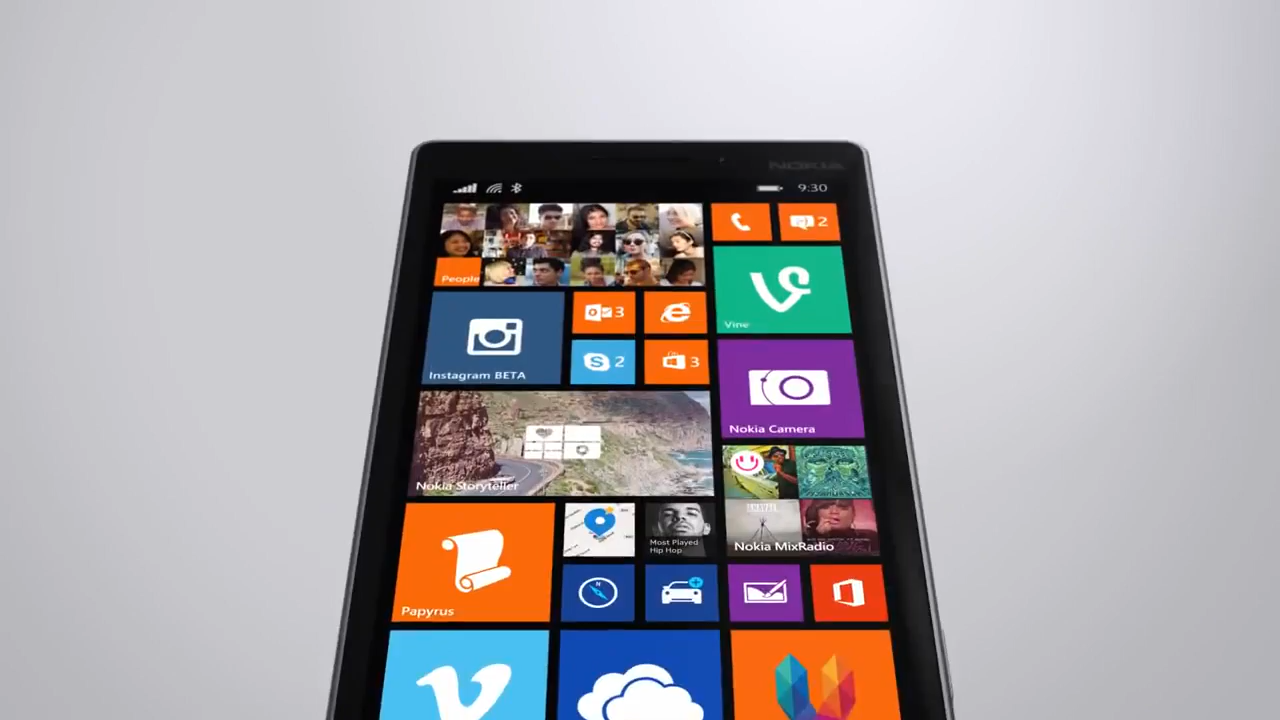 NOKIA
9:30
2
People
Vine
3
2
3
Instagram BETA
Nokia Camera
Nokia Storyteller
Most Played
Hip Hop
Nokia MixRadio
N
Papyrus